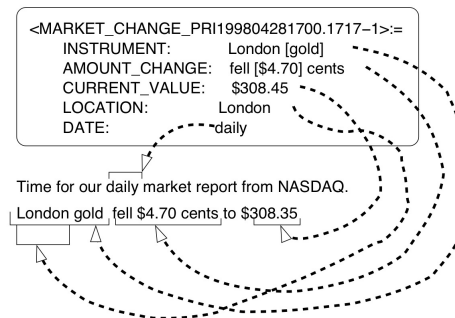 <MARKET_CHANGE_PRI199804281700.1717−1>:=
INSTRUMENT: London [gold]
AMOUNT_CHANGE: fell [$4.70] cents
CURRENT_VALUE: $308.45
LOCATION: London
DATE: daily
Time for our daily market report from NASDAQ.
London gold fell $4.70 cents to $308.35